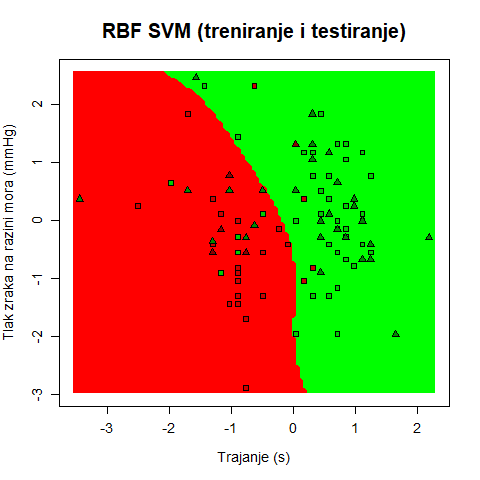 RBF SVM (treniranje i testiranje)
Tlak zraka na razini mora (mmHg)
2
1
0
-1
-2
-3
-3 -2 -1 0 1 2
Trajanje (s)